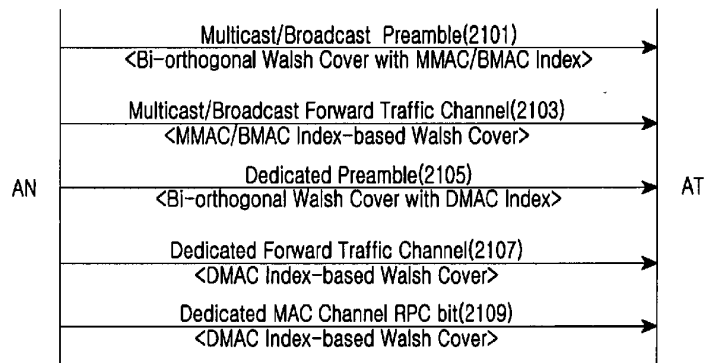 Multicast/Broadcast Preamble(2101)
<Bi-orthogonal Walsh Cover with MMAC/BMAC Index>
Multicast/Broadcast Forward Traffic Channel(2103)
<MMAC/BMAC Index-based Walsh Cover>
Dedicated Preamble(2105)
AN
AT
<Bi-orthogonal Walsh Cover with DMAC Index>
Dedicated Forward Traffic Channel(2107)
<DMAC Index-based Walsh Cover>
Dedicated MAC Channel RPC bit(2109)
<DMAC Index-based Walsh Cover>